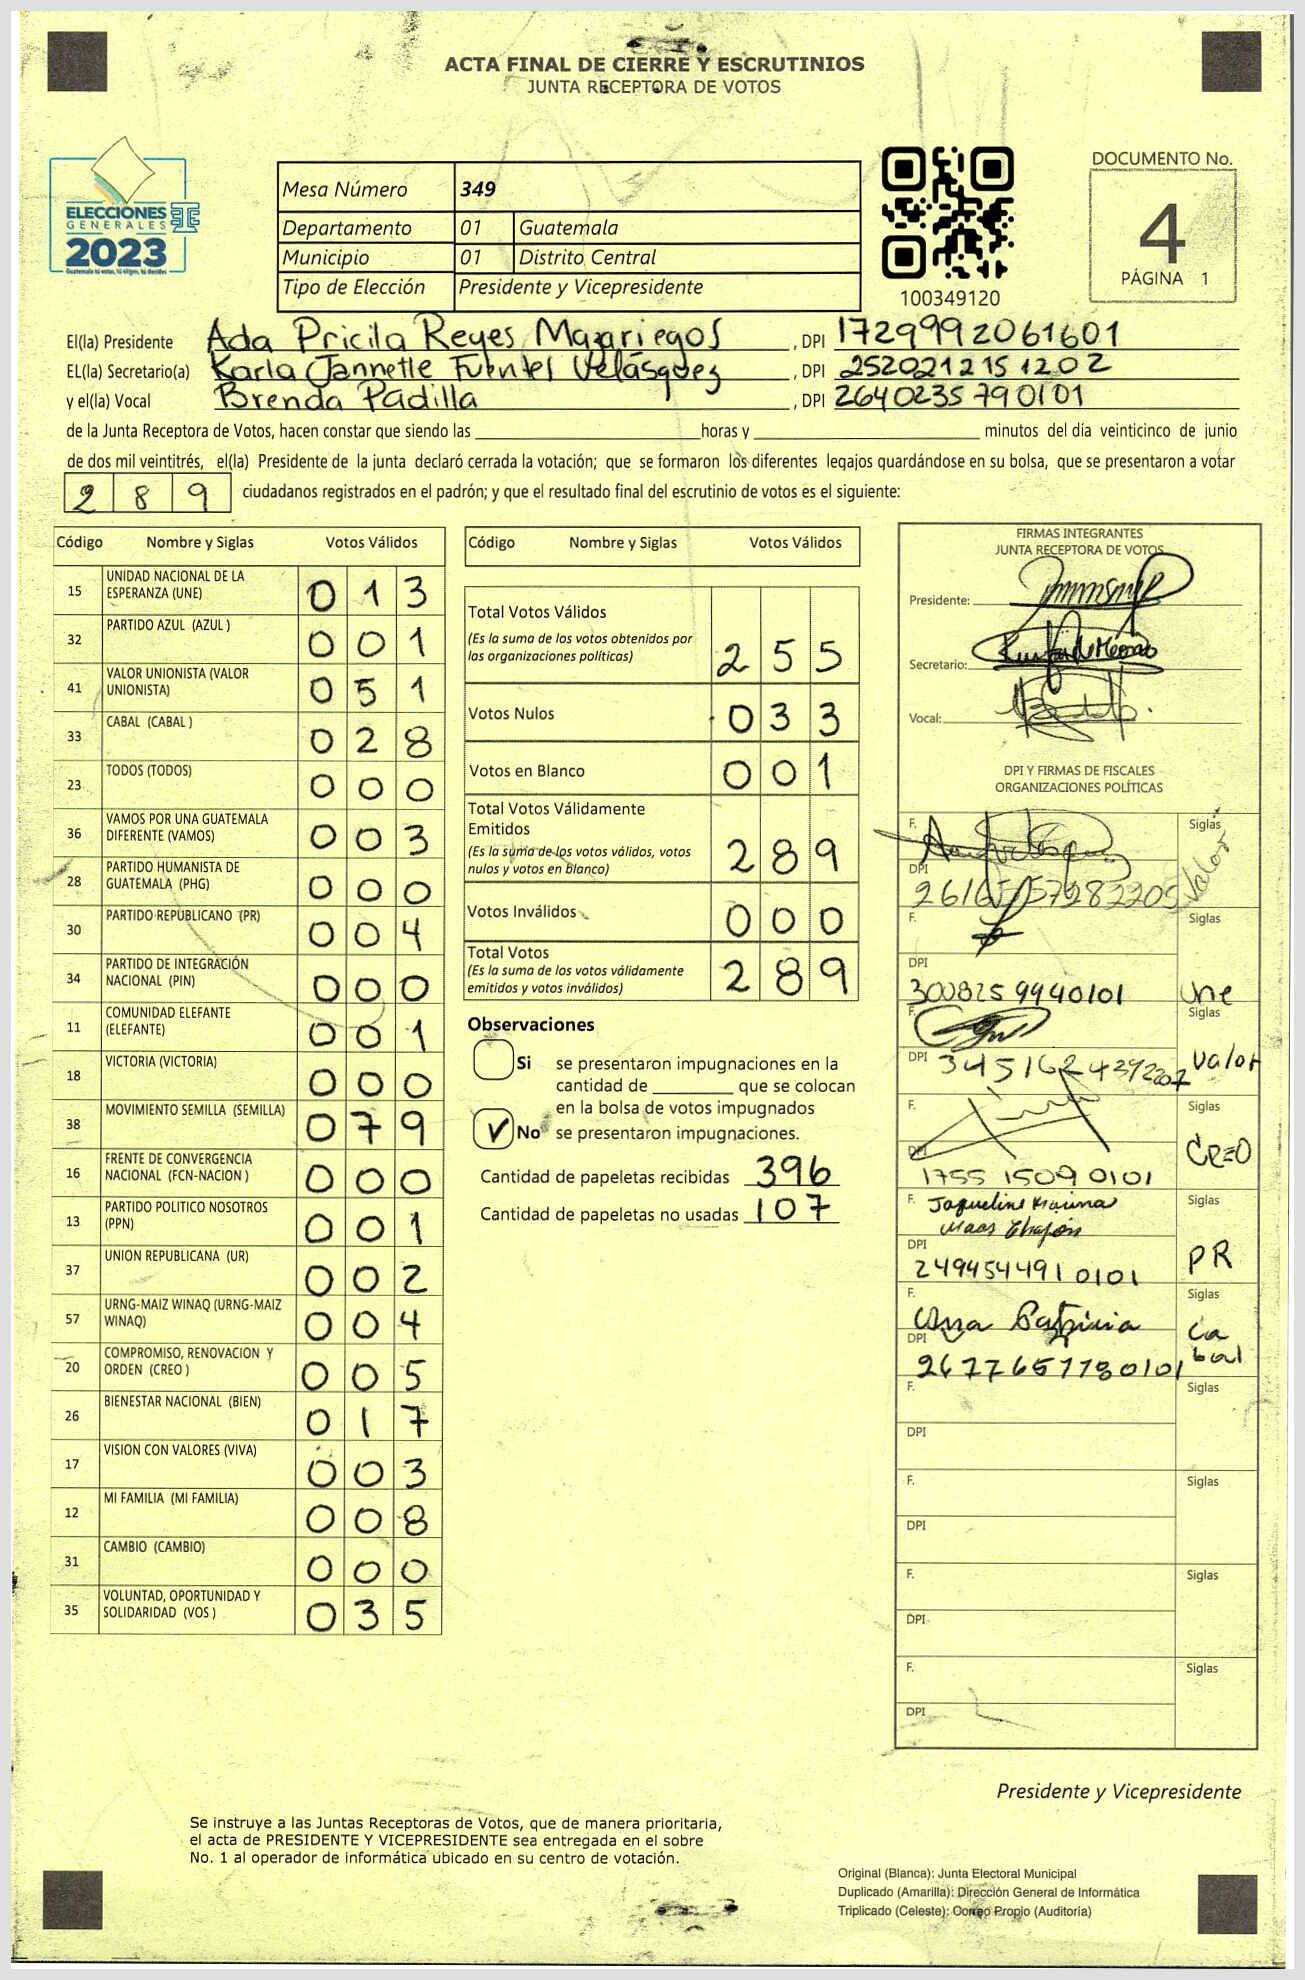 ACTA FINAL DE CIERRE Y ESCRUTINIOS
JUNTA RECEPTORA DE VOTOS
ELECCIONES
GENERALES
2023
Guatemala tú votas, tú eliges, tú decides
Mesa Número 349
Departamento 01 Guatemala
Municipio 01 Distrito Central
Tipo de Elección Presidente y Vicepresidente
100349120
DOCUMENTO No.
4
PÁGINA 1
El(la) Presidente Ada Pricila Reyes Mazariegos, DPI 1729992061601
EL(la) Secretario(a) Karla Jannette Fuentes Velásquez, DPI 2520212151202
y el(la) Vocal Brenda Padilla, DPI 2640235790101
de la Junta Receptora de Votos, hacen constar que siendo las horas y minutos del día veinticinco de junio
de dos mil veintitrés, el(la) Presidente de la junta declaró cerrada la votación; que se formaron los diferentes legajos guardándose en su bolsa, que se presentaron a votar
2 8 9 ciudadanos registrados en el padrón; y que el resultado final del escrutinio de votos es el siguiente:
Código Nombre y Siglas Votos Válidos
15 UNIDAD NACIONAL DE LA ESPERANZA (UNE) 0 1 3
32 PARTIDO AZUL (AZUL ) 0 0 1
41 VALOR UNIONISTA (VALOR UNIONISTA) 0 5 1
33 CABAL (CABAL ) 0 2 8
23 TODOS (TODOS) 0 0 0
36 VAMOS POR UNA GUATEMALA DIFERENTE (VAMOS) 0 0 3
28 PARTIDO HUMANISTA DE GUATEMALA (PHG) 0 0 0
30 PARTIDO REPUBLICANO (PR) 0 0 4
34 PARTIDO DE INTEGRACIÓN NACIONAL (PIN) 0 0 0
11 COMUNIDAD ELEFANTE (ELEFANTE) 0 0 1
18 VICTORIA (VICTORIA) 0 0 0
38 MOVIMIENTO SEMILLA (SEMILLA) 0 7 9
16 FRENTE DE CONVERGENCIA NACIONAL (FCN-NACION ) 0 0 0
13 PARTIDO POLITICO NOSOTROS (PPN) 0 0 1
37 UNION REPUBLICANA (UR) 0 0 2
57 URNG-MAIZ WINAQ (URNG-MAIZ WINAQ) 0 0 4
20 COMPROMISO, RENOVACION Y ORDEN (CREO ) 0 0 5
26 BIENESTAR NACIONAL (BIEN) 0 1 7
17 VISION CON VALORES (VIVA) 0 0 3
12 MI FAMILIA (MI FAMILIA) 0 0 8
31 CAMBIO (CAMBIO) 0 0 0
35 VOLUNTAD, OPORTUNIDAD Y SOLIDARIDAD (VOS ) 0 3 5
Código Nombre y Siglas Votos Válidos
Total Votos Válidos
(Es la suma de los votos obtenidos por
las organizaciones políticas) 2 5 5
Votos Nulos 0 3 3
Votos en Blanco 0 0 1
Total Votos Válidamente
Emitidos
(Es la suma de los votos válidos, votos
nulos y votos en blanco) 2 8 9
Votos Inválidos 0 0 0
Total Votos
(Es la suma de los votos válidamente
emitidos y votos inválidos) 2 8 9
Observaciones
Si se presentaron impugnaciones en la
cantidad de que se colocan
en la bolsa de votos impugnados
No se presentaron impugnaciones.
Cantidad de papeletas recibidas 396
Cantidad de papeletas no usadas 107
FIRMAS INTEGRANTES
JUNTA RECEPTORA DE VOTOS
Presidente:
Secretario:
Vocal:
DPI Y FIRMAS DE FISCALES
ORGANIZACIONES POLÍTICAS
F. Siglas Valor
DPI
F. Siglas
DPI 3008259940101 Une
F. Siglas
DPI Valor
F. Siglas
DPI 1755 15090101 CREO
F. Jaqueline Marina Siglas
DPI 2494544910101 PR
F. Siglas
DPI 2677657780101 Cabal
F. Siglas
DPI
F. Siglas
DPI
F. Siglas
DPI
F. Siglas
DPI
Presidente y Vicepresidente
Se instruye a las Juntas Receptoras de Votos, que de manera prioritaria,
el acta de PRESIDENTE Y VICEPRESIDENTE sea entregada en el sobre
No. 1 al operador de informática ubicado en su centro de votación.
Original (Blanca): Junta Electoral Municipal
Duplicado (Amarilla): Dirección General de Informática
Triplicado (Celeste): Correo Propio (Auditoría)